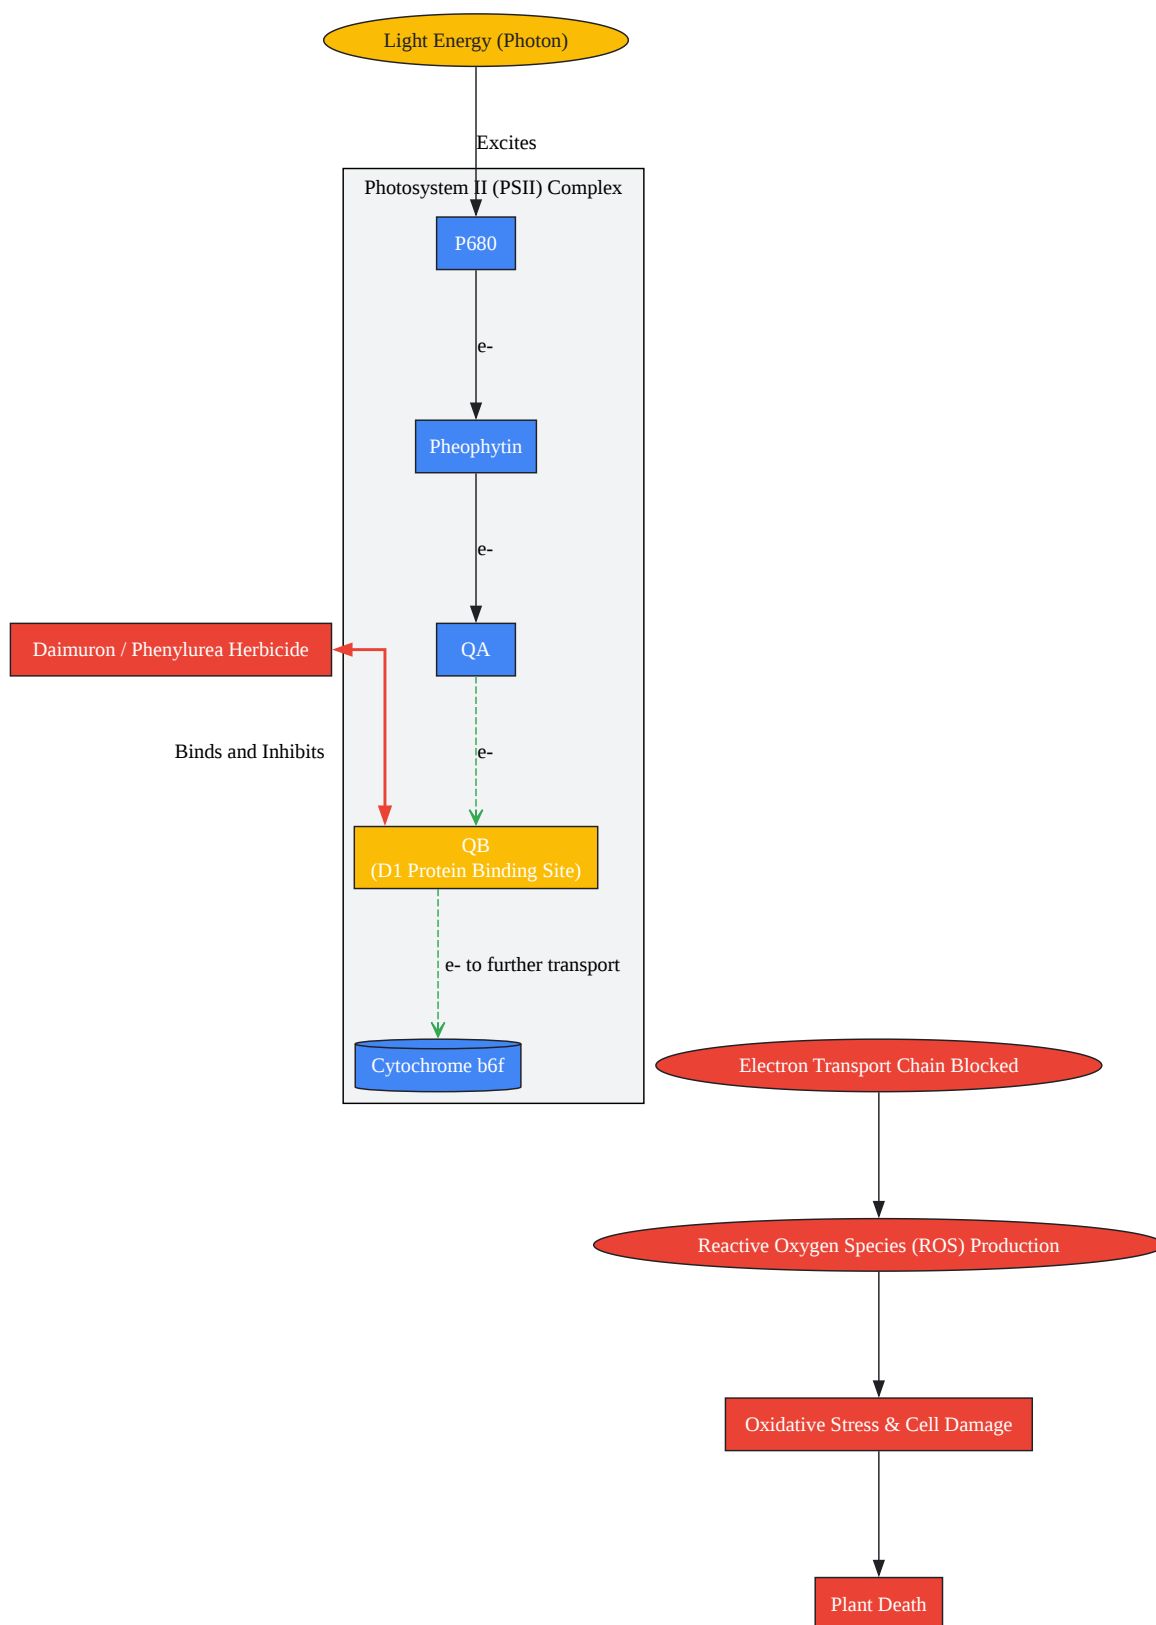 Light Energy (Photon)
Excites
Photosystem II (PSII) Complex
P680
e-
Pheophytin
e-
Daimuron / Phenylurea Herbicide
QA
Binds and Inhibits
e-
QB
(D1 Protein Binding Site)
e- to further transport
Cytochrome b6f
Electron Transport Chain Blocked
Reactive Oxygen Species (ROS) Production
Oxidative Stress & Cell Damage
Plant Death